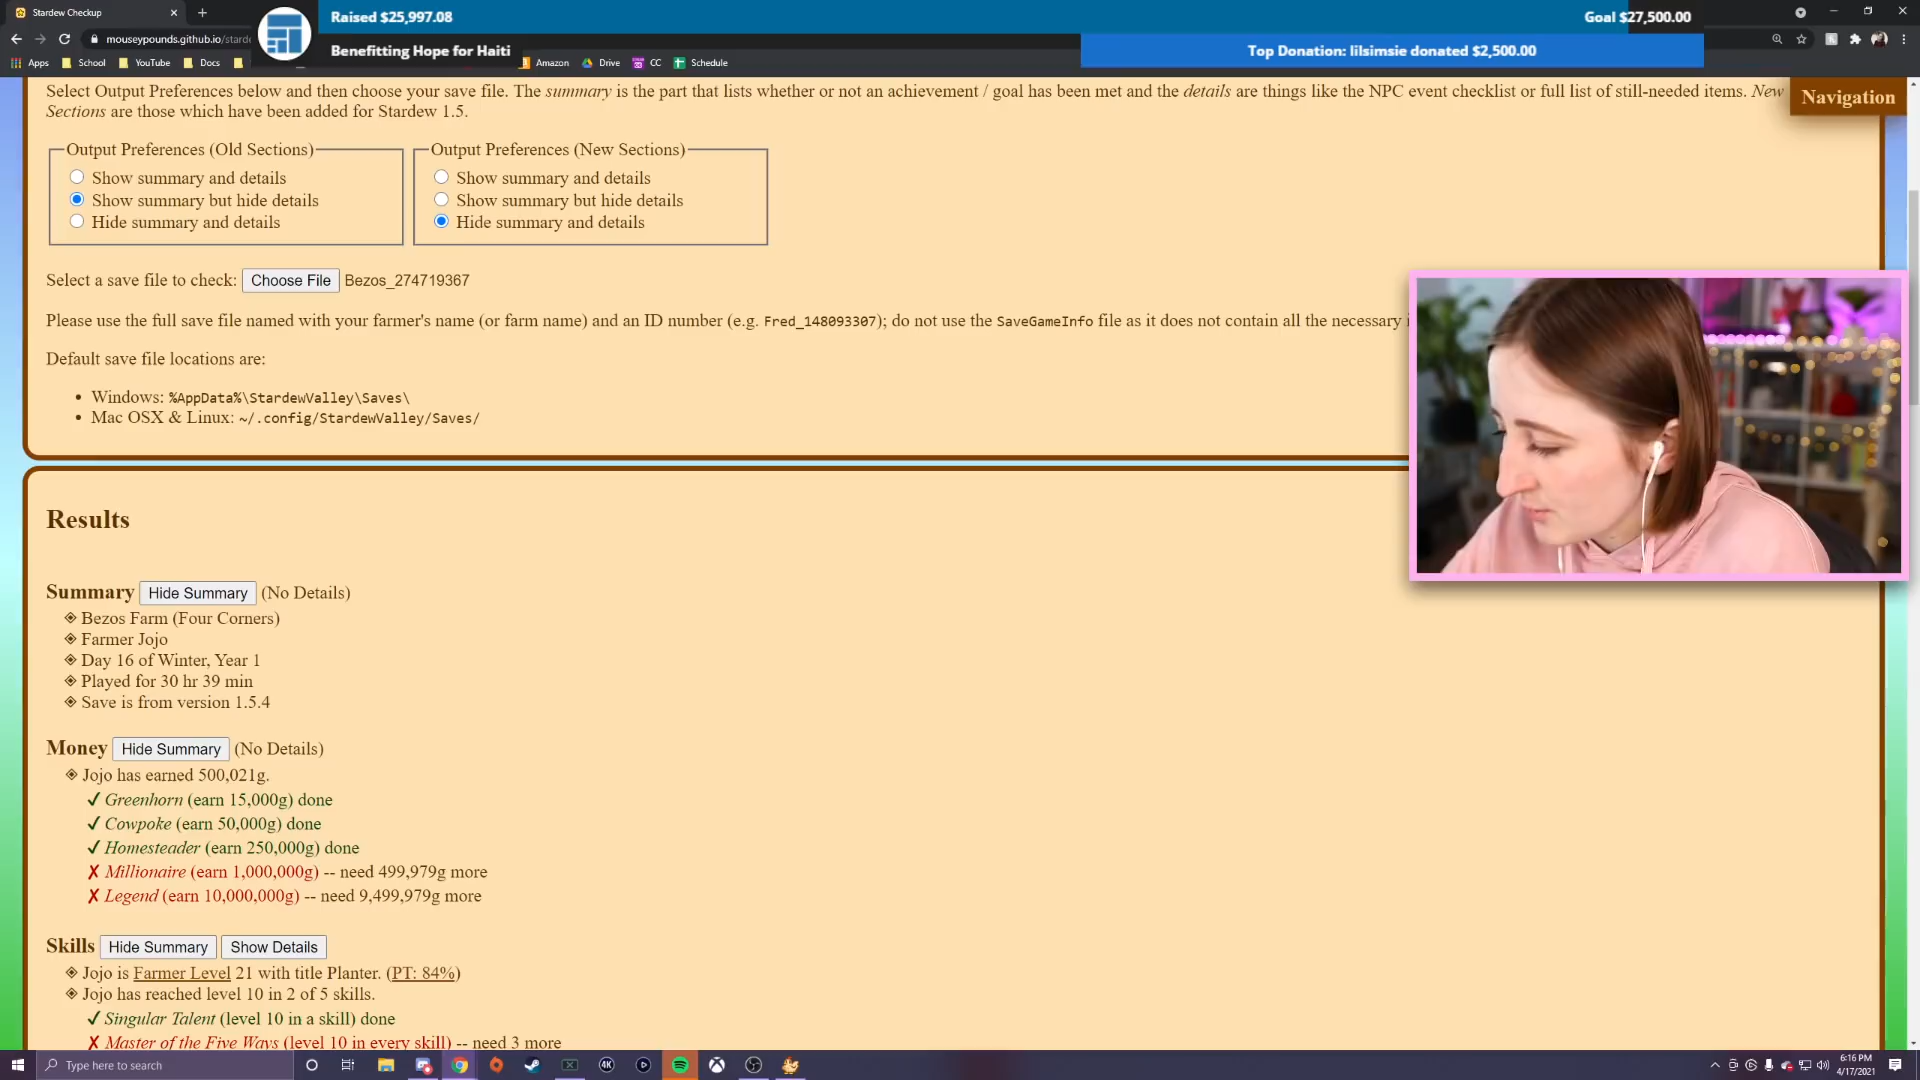 Stardew Checkup
Raised $25,997.08
Goal $27,500.00
mouseypounds.github.io/stard
Benefitting Hope for Haiti
Top Donation: lilsimsie donated $2,500.00
Apps School YouTube Docs Amazon Drive CC Schedule
Select Output Preferences below and then choose your save file. The summary is the part that lists whether or not an achievement / goal has been met and the details are things like the NPC event checklist or full list of still-needed items. New
Sections are those which have been added for Stardew 1.5.
Navigation
Output Preferences (Old Sections)
Show summary and details
Show summary but hide details
Hide summary and details
Output Preferences (New Sections)
Show summary and details
Show summary but hide details
Hide summary and details
Select a save file to check: Choose File Bezos_274719367
Please use the full save file named with your farmer's name (or farm name) and an ID number (e.g. Fred_148093307); do not use the SaveGameInfo file as it does not contain all the necessary
Default save file locations are:
• Windows: %AppData%\StardewValley\Saves\
• Mac OSX & Linux: ~/.config/StardewValley/Saves/
Results
Summary Hide Summary (No Details)
Bezos Farm (Four Corners)
Farmer Jojo
Day 16 of Winter, Year 1
Played for 30 hr 39 min
Save is from version 1.5.4
Money Hide Summary (No Details)
Jojo has earned 500,021g.
✓ Greenhorn (earn 15,000g) done
✓ Cowpoke (earn 50,000g) done
✓ Homesteader (earn 250,000g) done
✗ Millionaire (earn 1,000,000g) -- need 499,979g more
✗ Legend (earn 10,000,000g) -- need 9,499,979g more
Skills Hide Summary Show Details
Jojo is Farmer Level 21 with title Planter. (PT: 84%)
Jojo has reached level 10 in 2 of 5 skills.
✓ Singular Talent (level 10 in a skill) done
✗ Master of the Five Ways (level 10 in every skill) -- need 3 more
Type here to search
4K
6:16 PM
4/17/2021